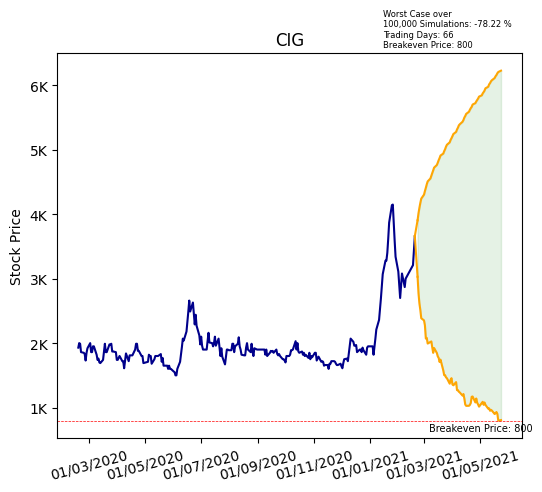 Worst Case over
100,000 Simulations: -78.22 %
Trading Days: 66
Breakeven Price: 800
CIG
Stock Price
6K
5K
4K
3K
2K
1K
Breakeven Price: 800
01/03/2020
01/05/2020
01/07/2020
01/09/2020
01/11/2020
01/01/2021
01/03/2021
01/05/2021